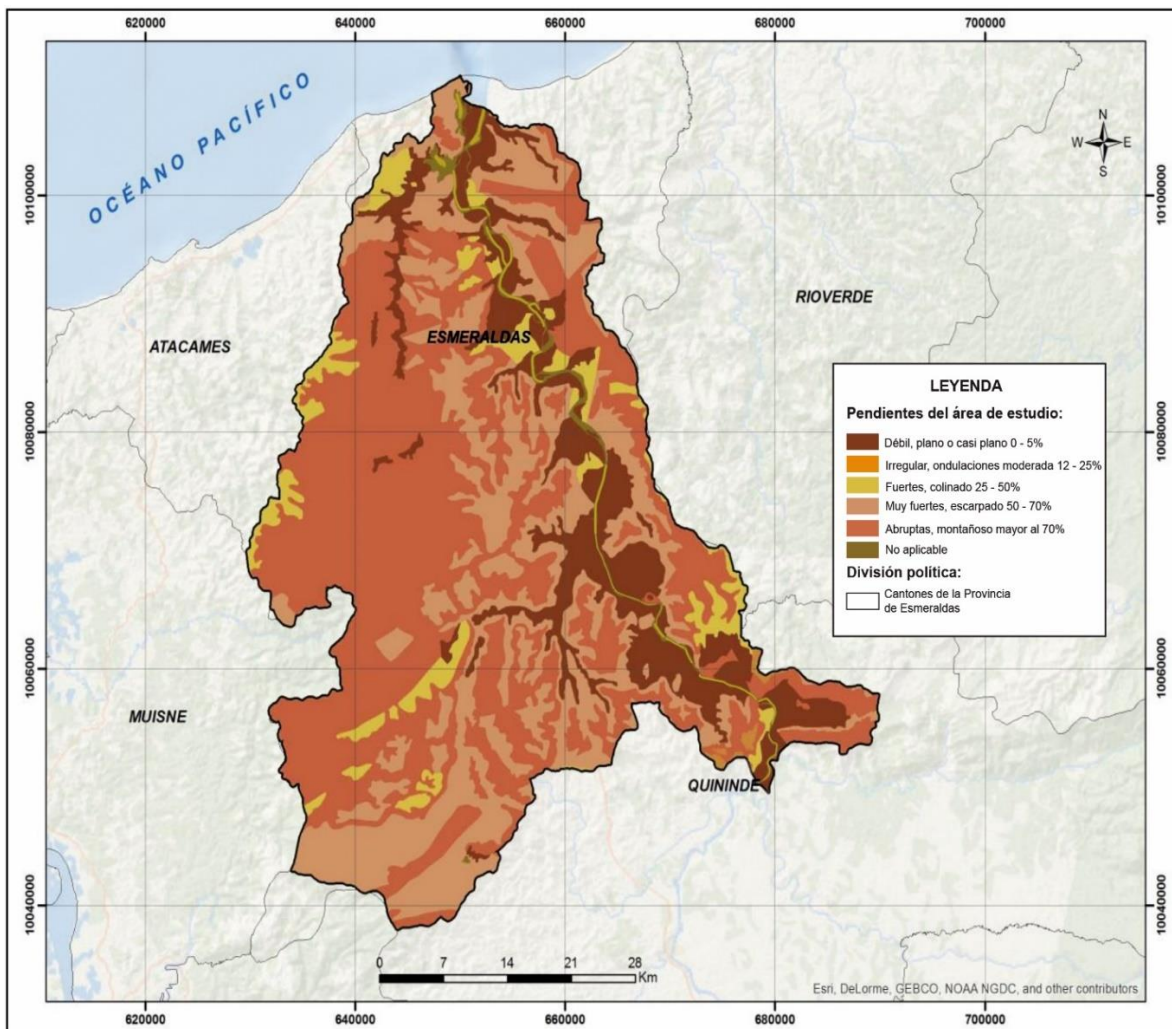 620000
640000
660000
680000
700000
OCÉANO PACÍFICO
N
W E
S
10100000
10100000
RIOVERDE
ESMERALDAS
ATACAMES
LEYENDA
Pendientes del área de estudio:
Débil, plano o casi plano 0 - 5%
Irregular, ondulaciones moderada 12 - 25%
Fuertes, colinado 25 - 50%
Muy fuertes, escarpado 50 - 70%
Abruptas, montañoso mayor al 70%
No aplicable
División política:
Cantones de la Provincia
de Esmeraldas
10080000
10080000
10060000
10060000
MUISNE
QUININDE
10040000
10040000
0 7 14 21 28
Km
Esri, DeLorme, GEBCO, NOAA NGDC, and other contributors
620000
640000
660000
680000
700000